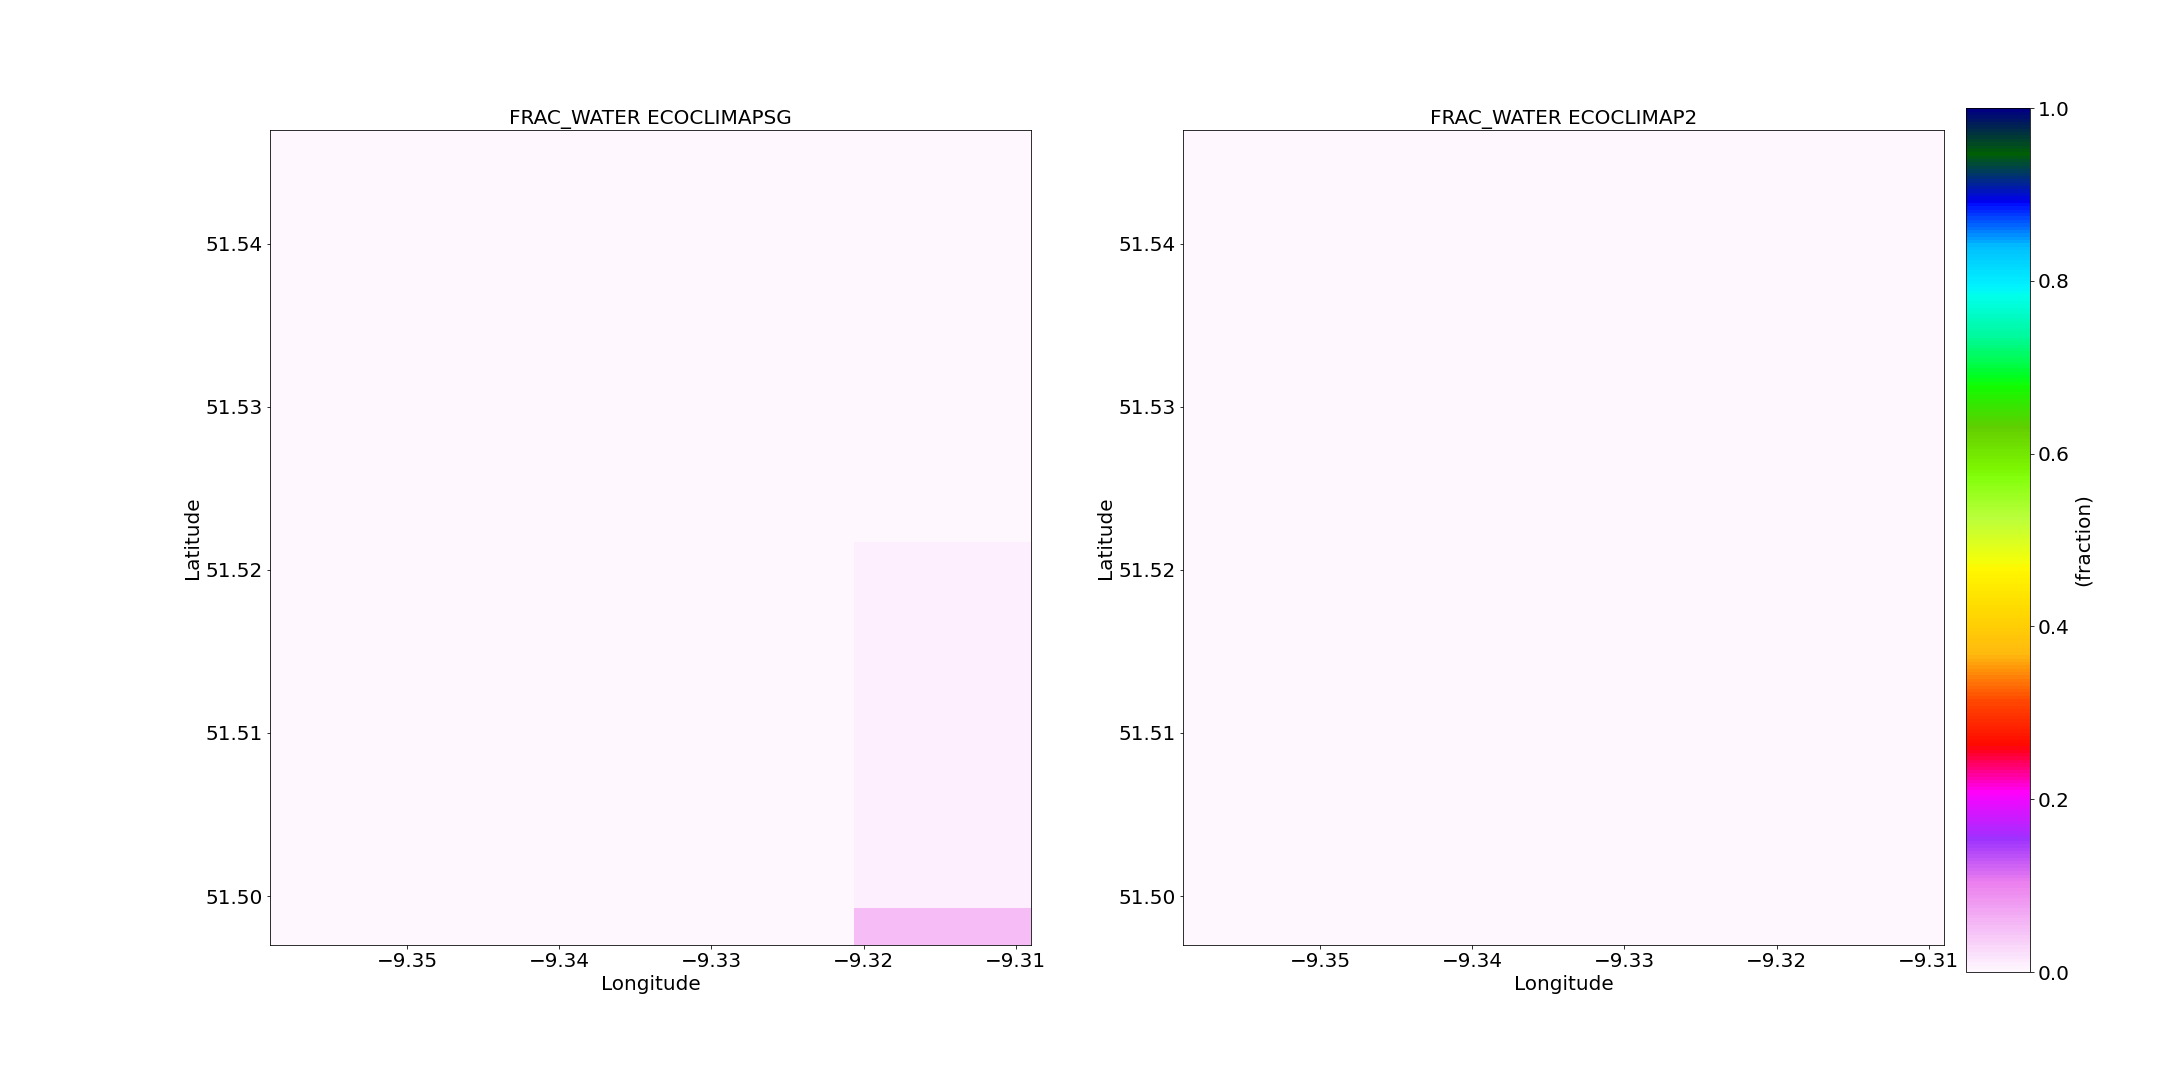 FRAC_WATER ECOCLIMAPSG
51.54
51.53
51.52
51.51
51.50
Latitude
−9.35 −9.34 −9.33 −9.32 −9.31
Longitude
FRAC_WATER ECOCLIMAP2
51.54
51.53
51.52
51.51
51.50
Latitude
−9.35 −9.34 −9.33 −9.32 −9.31
Longitude
1.0
0.8
0.6
0.4
0.2
0.0
(fraction)